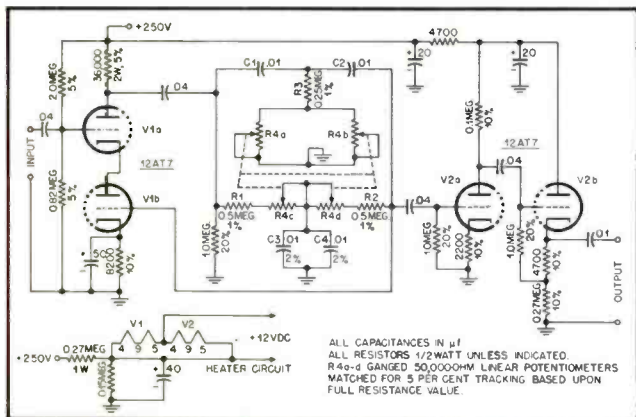 +250V
2.0MEG
5%
36,000
2W, 5%
.04
V1a
12AT7
V1b
.04
INPUT
0.82MEG
5%
50
8200
10%
C1 .01
C2 .01
R3
0.25MEG
1%
R4a
R4b
R1
0.5MEG
1%
R4c
R4d
R2
0.5MEG
1%
1.0MEG
20%
C3 .01
2%
C4 .01
2%
4700
20
20
0.1MEG
10%
12AT7
.04
.04
V2a
V2b
1.0MEG
20%
2200
10%
1.0MEG
20%
4700
10%
0.27MEG
10%
0.1
OUTPUT
V1
V2
4 9 5
4 9 5
+12VDC
+250V
0.27MEG
1W
40
HEATER CIRCUIT
ALL CAPACITANCES IN µf
ALL RESISTORS 1/2 WATT UNLESS INDICATED.
R4a-d GANGED 50,000OHM LINEAR POTENTIOMETERS
MATCHED FOR 5 PER CENT TRACKING BASED UPON
FULL RESISTANCE VALUE.